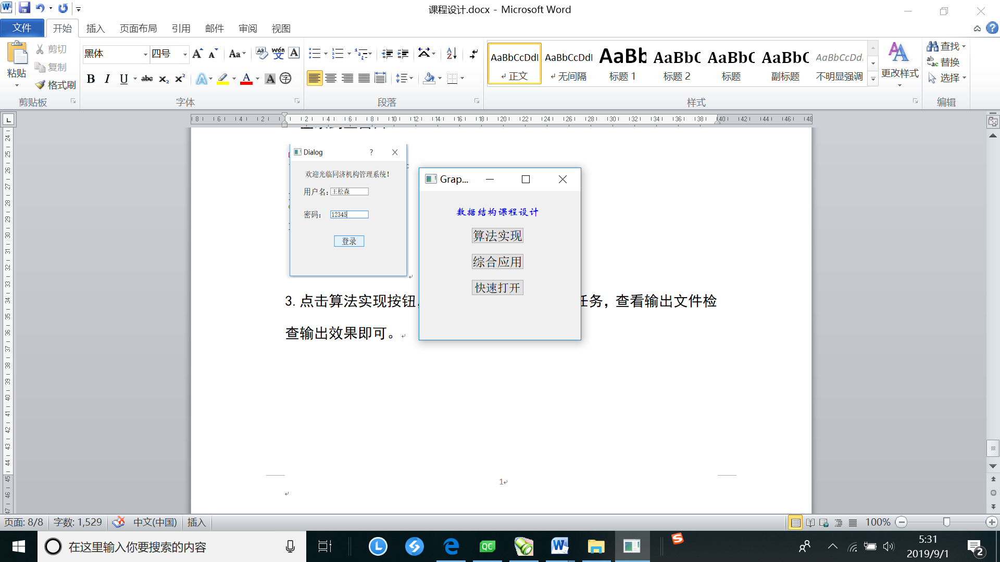 课程设计.docx - Microsoft Word
文件 开始 插入 页面布局 引用 邮件 审阅 视图
粘贴
剪切
复制
格式刷
剪贴板
黑体 四号
字体
段落
AaBbCcDdI AaBbCcDdI AaBb AaBbC AaBbC AaBbC AaBbCcDd
正文 无间隔 标题 1 标题 2 标题 副标题 不明显强调
更改样式
样式
查找
替换
选择
编辑
Dialog ?
欢迎光临同济机构管理系统!
用户名: 王松森
密码: 12345
登录
Grap...
数据结构课程设计
算法实现
综合应用
快速打开
3. 点击算法实现按钮, 任务, 查看输出文件检
查输出效果即可。
1
页面: 8/8 字数: 1,529 中文(中国) 插入 100%
在这里输入你要搜索的内容
5:31
2019/9/1
2